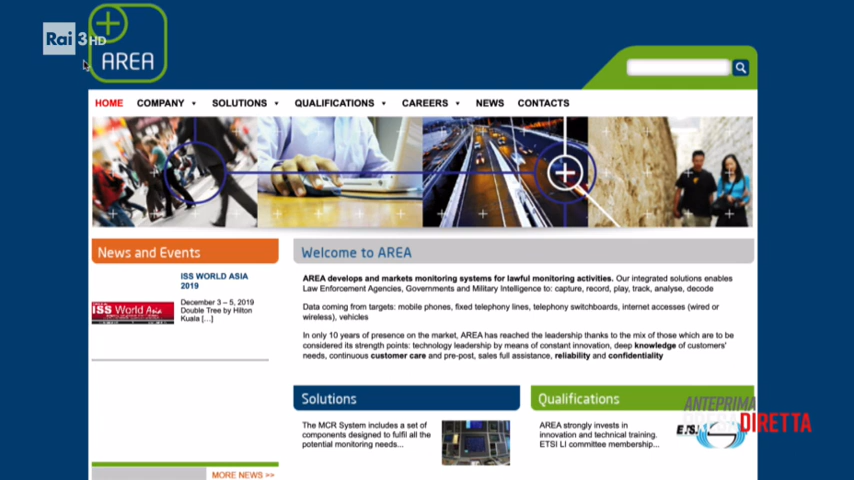 Rai 3HD
AREA
HOME COMPANY SOLUTIONS QUALIFICATIONS CAREERS NEWS CONTACTS
News and Events
ISS WORLD ASIA
2019
December 3 – 5, 2019
Double Tree by Hilton
Kuala [...]
ISS World Asia
MORE NEWS >>
Welcome to AREA
AREA develops and markets monitoring systems for lawful monitoring activities. Our integrated solutions enables
Law Enforcement Agencies, Governments and Military Intelligence to: capture, record, play, track, analyse, decode
Data coming from targets: mobile phones, fixed telephony lines, telephony switchboards, internet accesses (wired or
wireless), vehicles
In only 10 years of presence on the market, AREA has reached the leadership thanks to the mix of those which are to be
considered its strength points: technology leadership by means of constant innovation, deep knowledge of customers'
needs, continuous customer care and pre-post, sales full assistance, reliability and confidentiality
Solutions
The MCR System includes a set of
components designed to fulfil all the
potential monitoring needs...
Qualifications
AREA strongly invests in
innovation and technical training.
ETSI LI committee membership...
ANTEPRIMA
DIRETTA